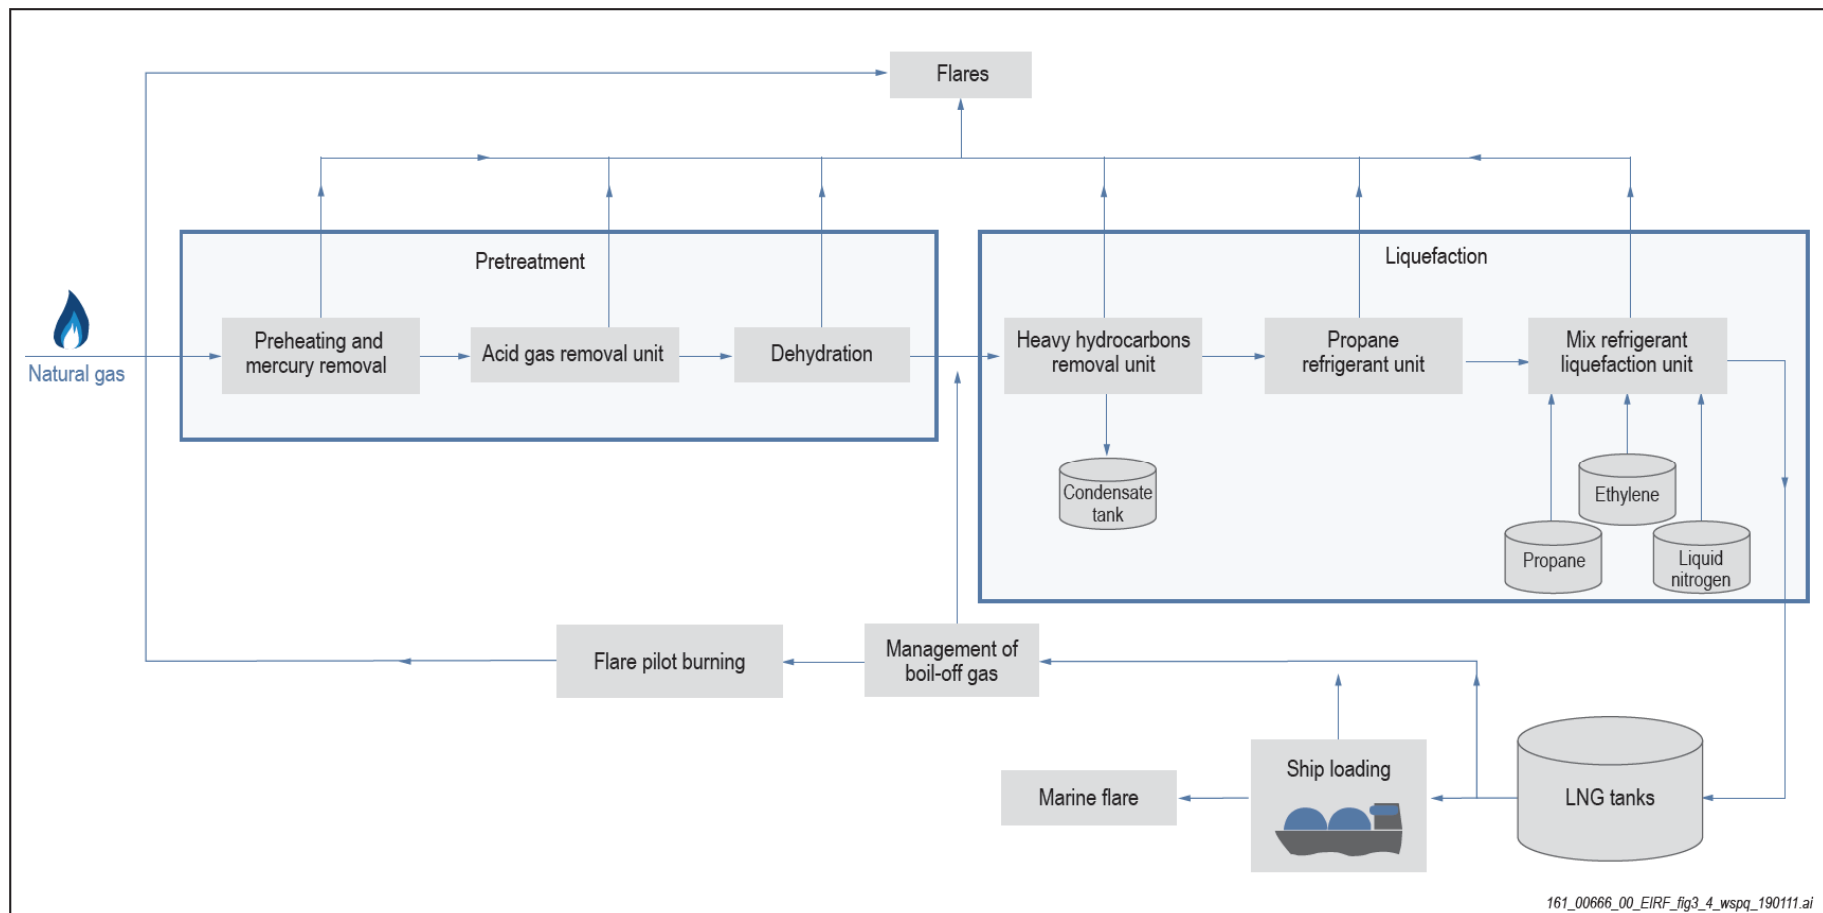 Flares
Pretreatment
Liquefaction
Natural gas
Preheating and
mercury removal
Acid gas removal unit
Dehydration
Heavy hydrocarbons
removal unit
Propane
refrigerant unit
Mix refrigerant
liquefaction unit
Condensate
tank
Ethylene
Propane
Liquid
nitrogen
Flare pilot burning
Management of
boil-off gas
Marine flare
Ship loading
LNG tanks
161_00666_00_EIRF_fig3_4_wspq_190111.ai